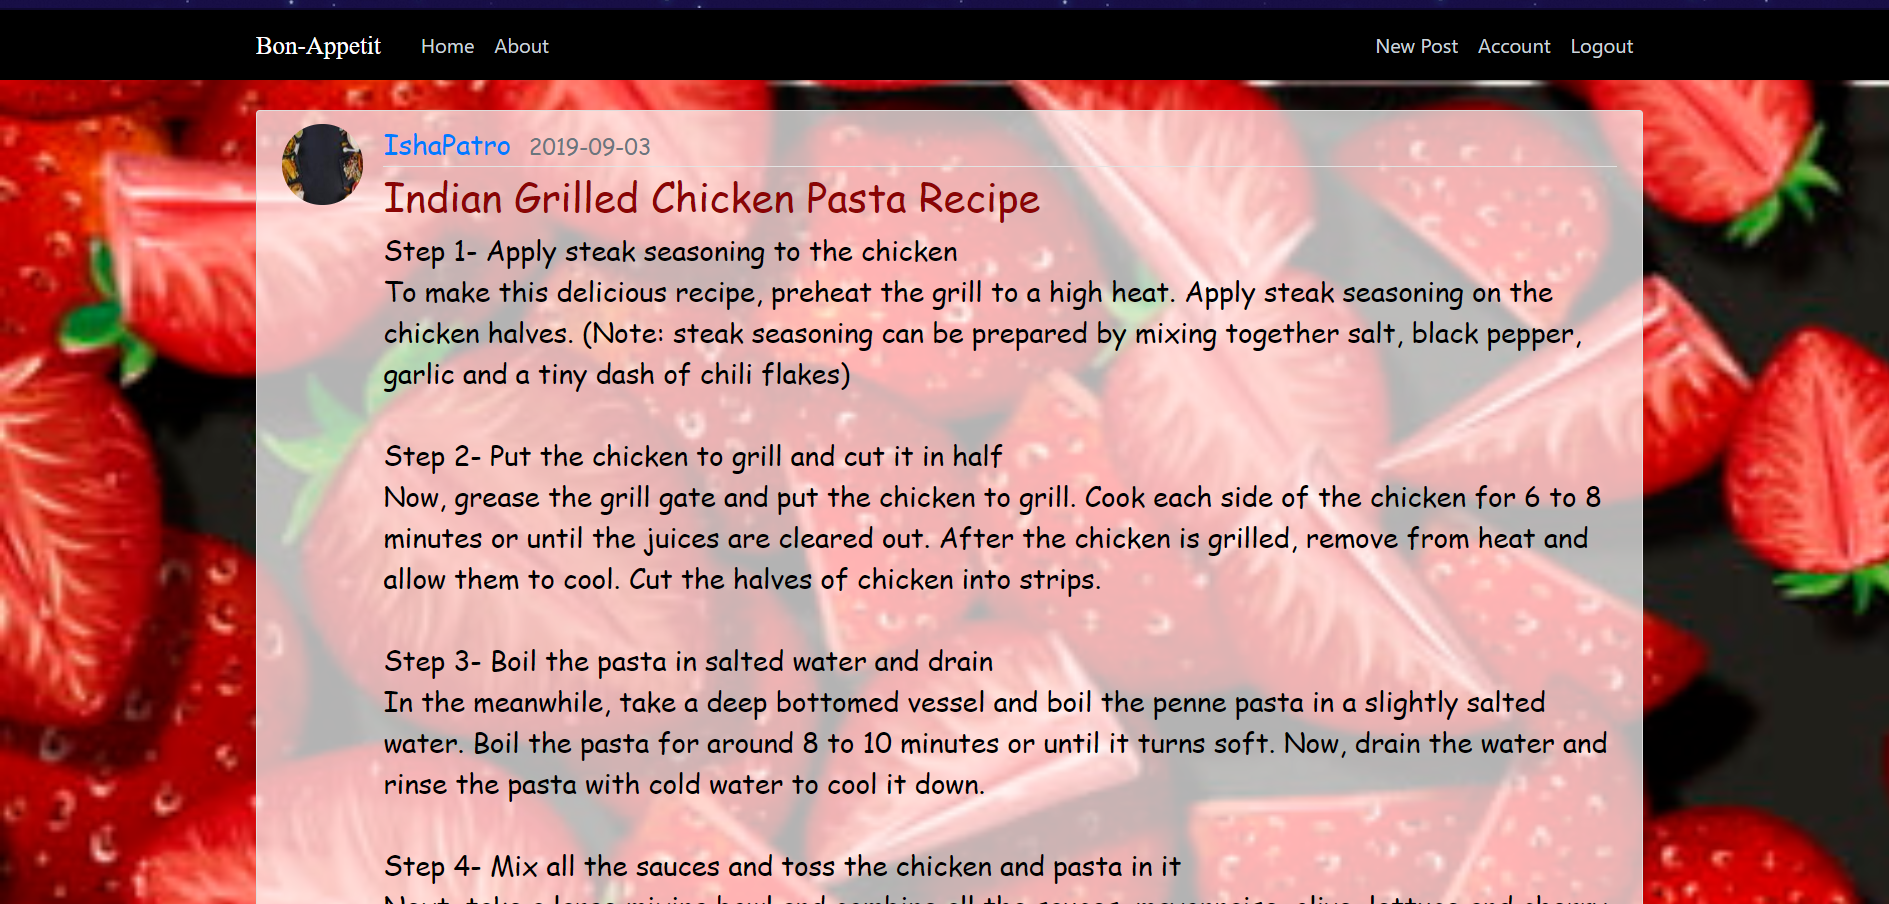 Bon-Appetit Home About New Post Account Logout
IshaPatro 2019-09-03
Indian Grilled Chicken Pasta Recipe
Step 1- Apply steak seasoning to the chicken
To make this delicious recipe, preheat the grill to a high heat. Apply steak seasoning on the
chicken halves. (Note: steak seasoning can be prepared by mixing together salt, black pepper,
garlic and a tiny dash of chili flakes)
Step 2- Put the chicken to grill and cut it in half
Now, grease the grill gate and put the chicken to grill. Cook each side of the chicken for 6 to 8
minutes or until the juices are cleared out. After the chicken is grilled, remove from heat and
allow them to cool. Cut the halves of chicken into strips.
Step 3- Boil the pasta in salted water and drain
In the meanwhile, take a deep bottomed vessel and boil the penne pasta in a slightly salted
water. Boil the pasta for around 8 to 10 minutes or until it turns soft. Now, drain the water and
rinse the pasta with cold water to cool it down.
Step 4- Mix all the sauces and toss the chicken and pasta in it